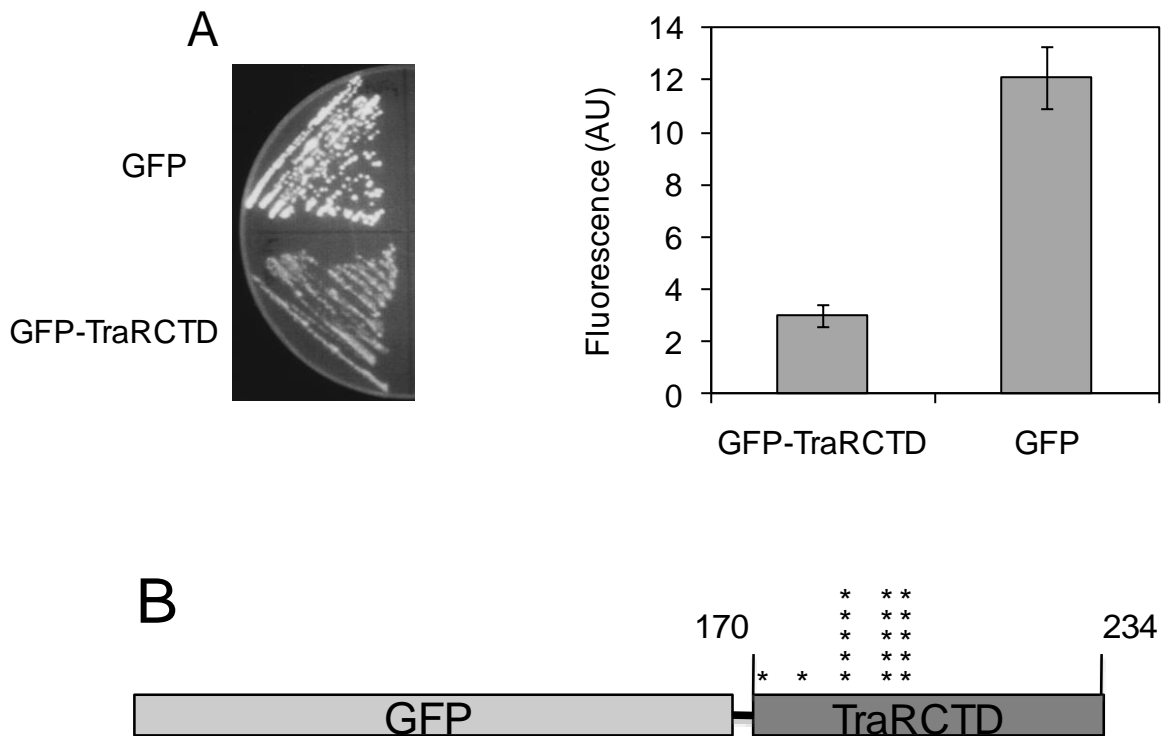 A
GFP
GFP-TraRCTD
Fluorescence (AU)
14
12
10
8
6
4
2
0
GFP-TraRCTD GFP
B
* ** 
* ** 
* ** 
* ** 
170 * * * ** 234
GFP TraRCTD